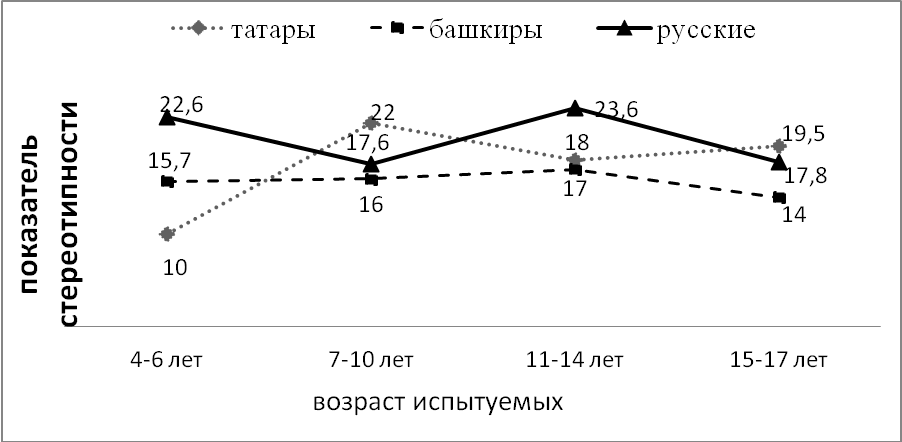 татары башкиры русские
показатель
стереотипности
22,6 22 23,6
17,6 18 19,5
15,7 17,8
16 17 14
10
4-6 лет 7-10 лет 11-14 лет 15-17 лет
возраст испытуемых